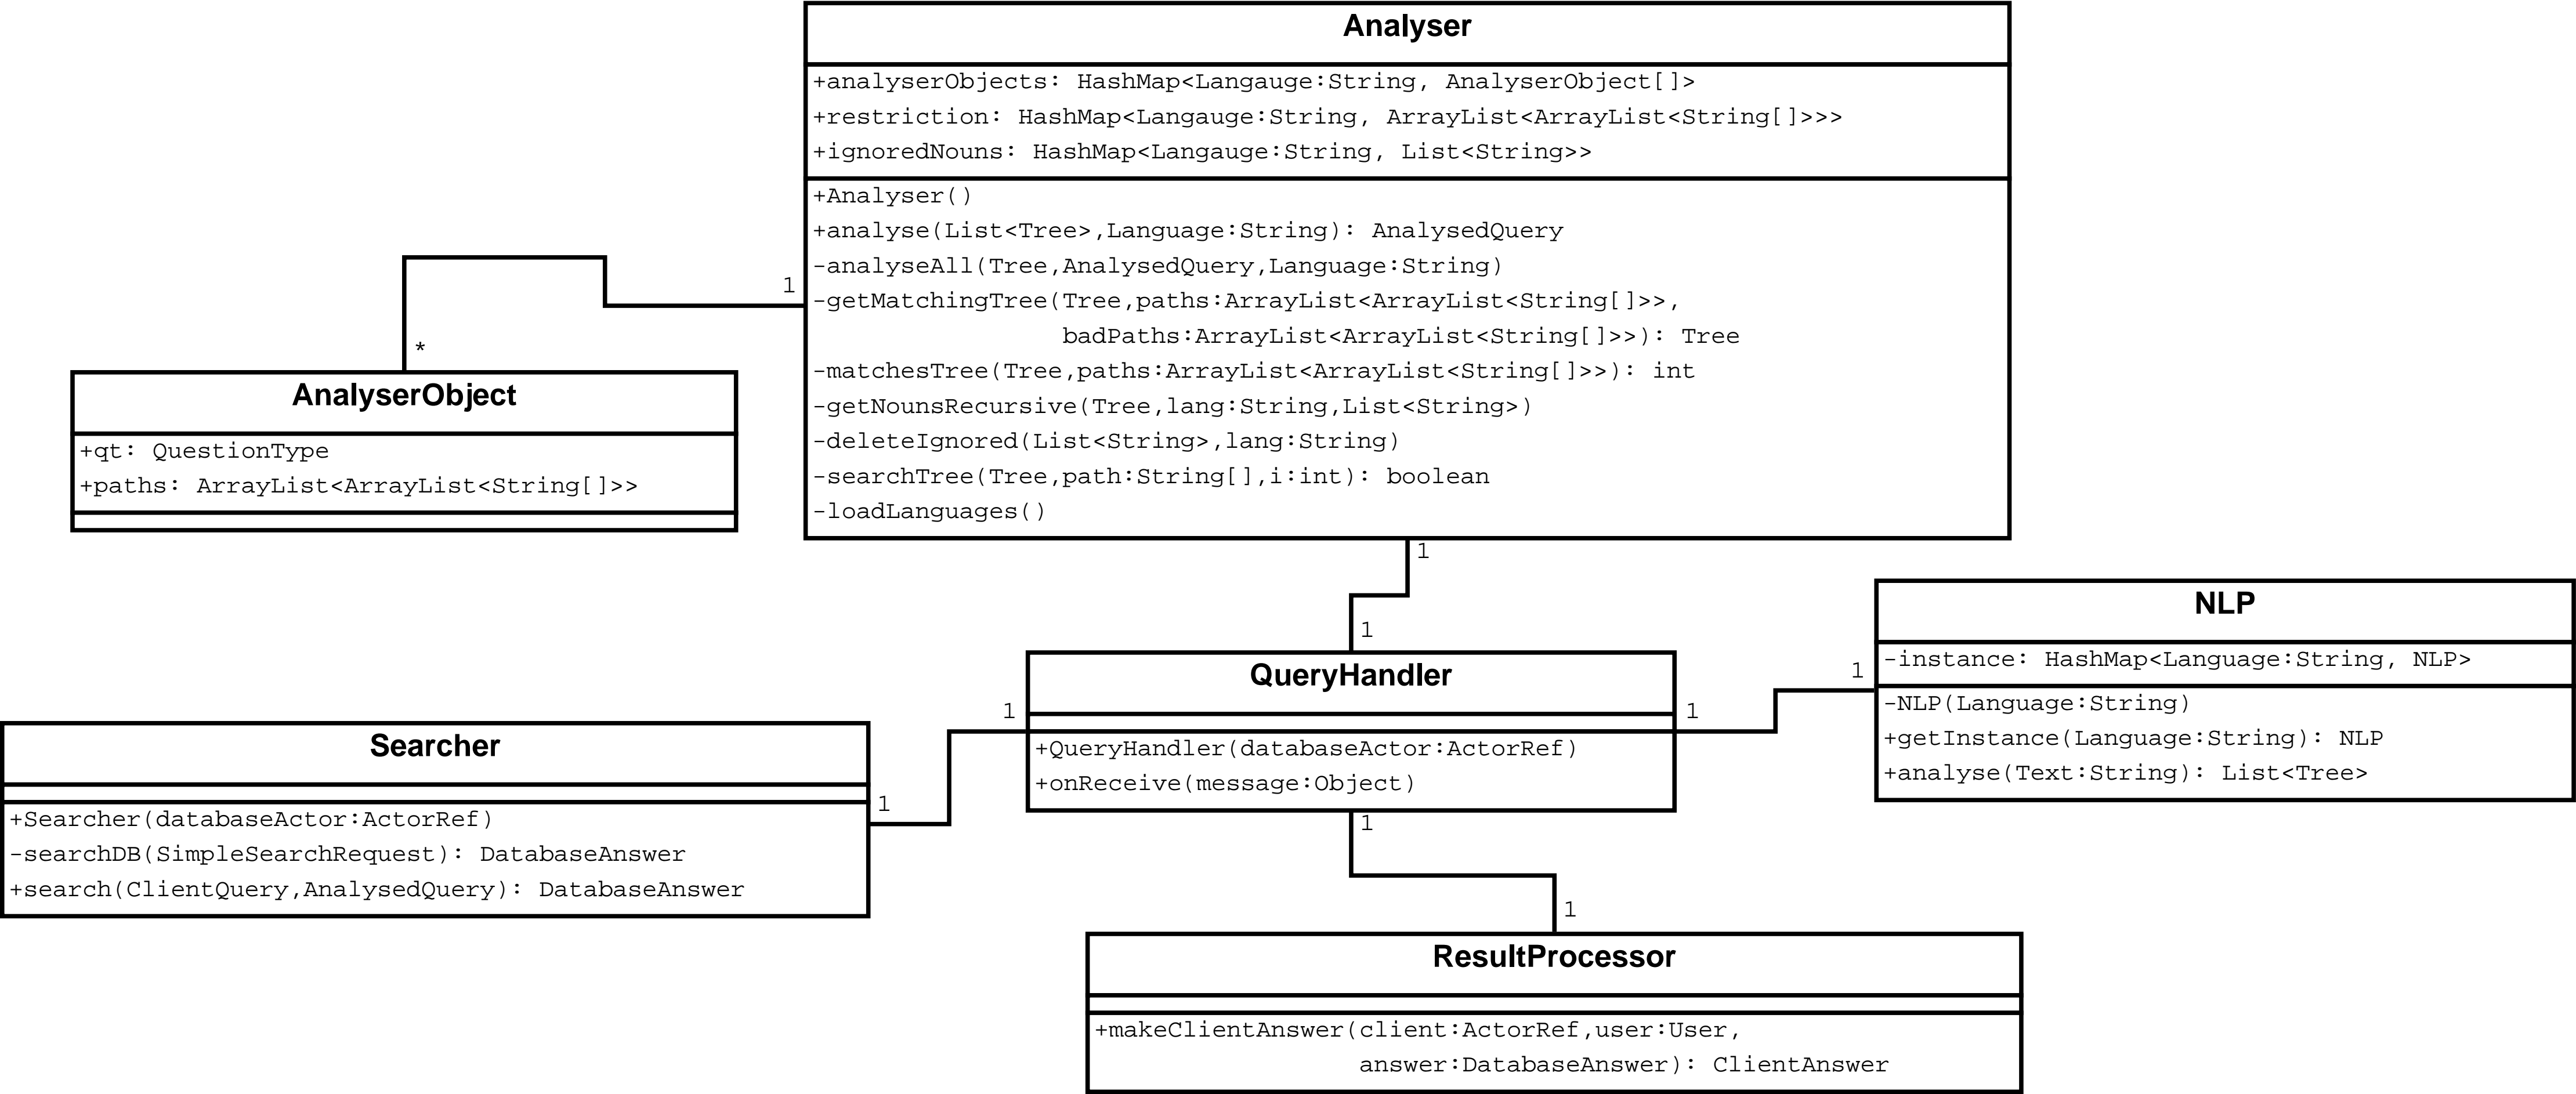 Analyser
+analyserObjects: HashMap<Langauge:String, AnalyserObject[]>
+restriction: HashMap<Langauge:String, ArrayList<ArrayList<String[]>>>
+ignoredNouns: HashMap<Langauge:String, List<String>>
+Analyser()
+analyse(List<Tree>,Language:String): AnalysedQuery
-analyseAll(Tree,AnalysedQuery,Language:String)
-getMatchingTree(Tree,paths:ArrayList<ArrayList<String[]>>,
badPaths:ArrayList<ArrayList<String[]>>): Tree
-matchesTree(Tree,paths:ArrayList<ArrayList<String[]>>): int
-getNounsRecursive(Tree,lang:String,List<String>)
-deleteIgnored(List<String>,lang:String)
-searchTree(Tree,path:String[],i:int): boolean
-loadLanguages()
1
*
AnalyserObject
+qt: QuestionType
+paths: ArrayList<ArrayList<String[]>>
1
1
QueryHandler
+QueryHandler(databaseActor:ActorRef)
+onReceive(message:Object)
1
1
NLP
-instance: HashMap<Language:String, NLP>
-NLP(Language:String)
+getInstance(Language:String): NLP
+analyse(Text:String): List<Tree>
1
1
Searcher
+Searcher(databaseActor:ActorRef)
-searchDB(SimpleSearchRequest): DatabaseAnswer
+search(ClientQuery,AnalysedQuery): DatabaseAnswer
1
1
ResultProcessor
+makeClientAnswer(client:ActorRef,user:User,
answer:DatabaseAnswer): ClientAnswer